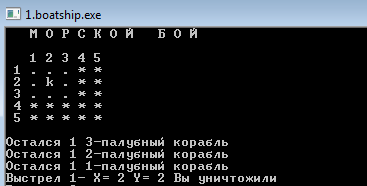 1.boatship.exe
М О Р С К О Й   Б О Й
1 2 3 4 5
1 . . . * *
2 . k . * *
3 . . . * *
4 * * * * *
5 * * * * *
Остался 1 3-палубный корабль
Остался 1 2-палубный корабль
Остался 1 1-палубный корабль
Выстрел 1- X= 2 Y= 2 Вы уничтожили